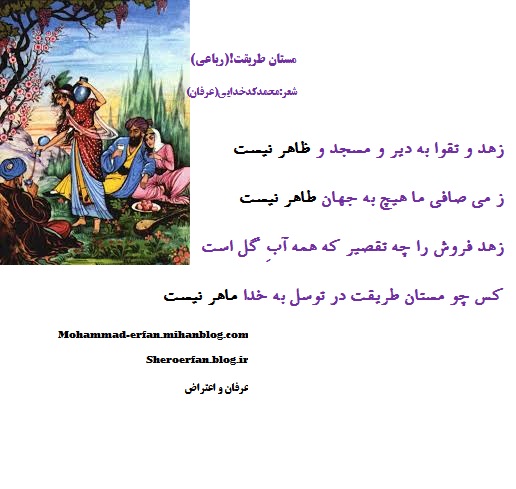 مستان طریقت!(رباعی)
شعر:محمدکدخدایی(عرفان)
زهد و تقوا به دیر و مسجد و ظاهر نیست
ز می صافی ما هیچ به جهان طاهر نیست
زهد فروش را چه تقصیر که همه آبِ گل است
کس چو مستان طریقت در توسل به خدا ماهر نیست
Mohammad-erfan.mihanblog.com
Sheroerfan.blog.ir
عرفان و اعتراض